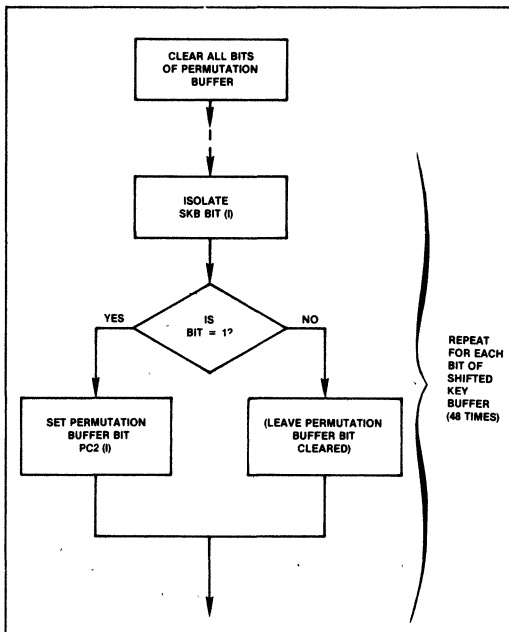 CLEAR ALL BITS
OF PERMUTATION
BUFFER
ISOLATE
SKB BIT (I)
YES
IS
BIT = 1?
NO
SET PERMUTATION
BUFFER BIT
PC2 (I)
(LEAVE PERMUTATION
BUFFER BIT
CLEARED)
REPEAT
FOR EACH
BIT OF
SHIFTED
KEY
BUFFER
(48 TIMES)